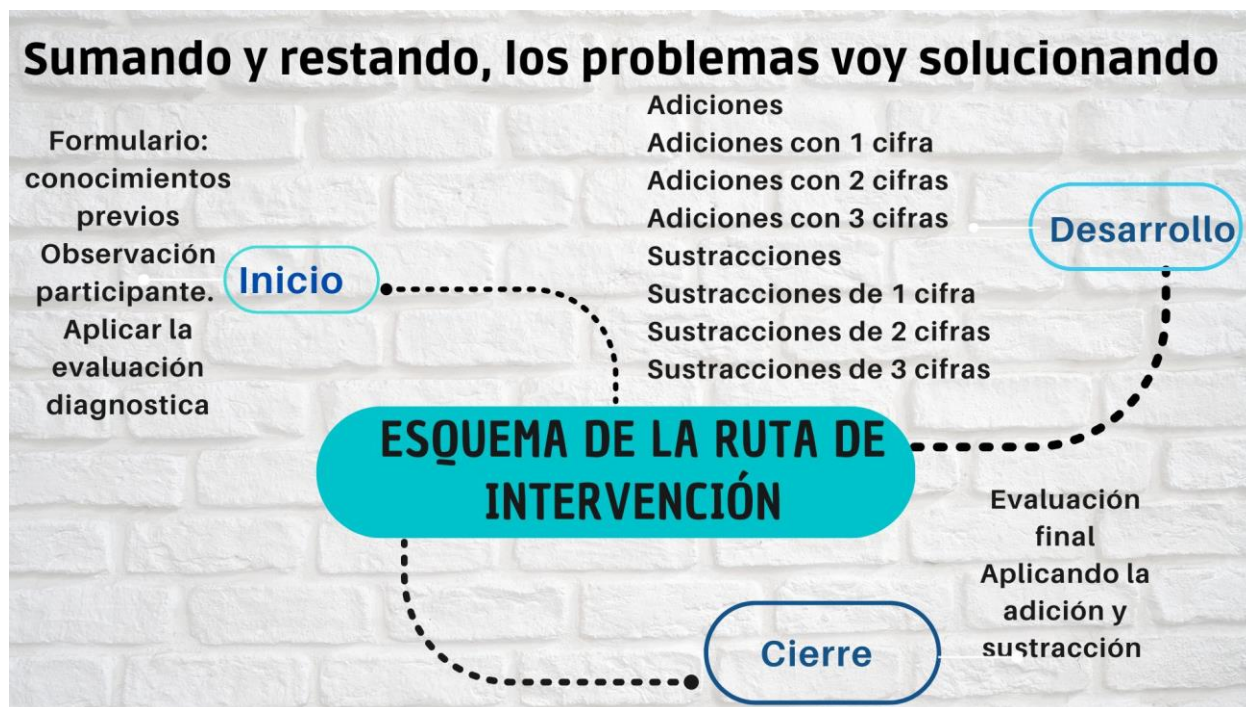 Sumando y restando, los problemas voy solucionando
Formulario:
conocimientos
previos
Observación
participante.
Aplicar la
evaluación
diagnostica
Inicio
Adiciones
Adiciones con 1 cifra
Adiciones con 2 cifras
Adiciones con 3 cifras
Sustracciones
Sustracciones de 1 cifra
Sustracciones de 2 cifras
Sustracciones de 3 cifras
Desarrollo
ESQUEMA DE LA RUTA DE
INTERVENCIÓN
Evaluación
final
Aplicando la
adición y
sustracción
Cierre